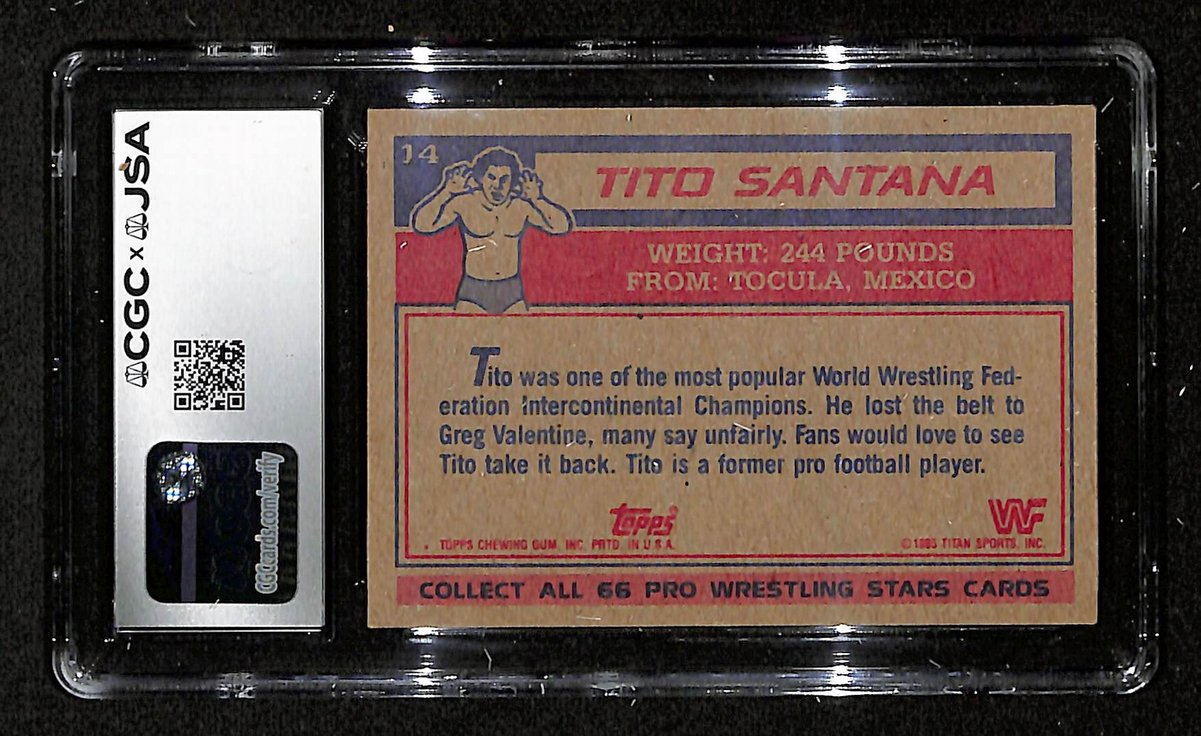 CGC x JSA
CGCcards.com/verify
14
TITO SANTANA
WEIGHT: 244 POUNDS
FROM: TOCULA, MEXICO
Tito was one of the most popular World Wrestling Fed-
eration Intercontinental Champions. He lost the belt to
Greg Valentine, many say unfairly. Fans would love to see
Tito take it back. Tito is a former pro football player.
topps
WF
* TOPPS CHEWING GUM, INC. PRTD. IN U.S.A.
© 1985 TITAN SPORTS, INC.
COLLECT ALL 66 PRO WRESTLING STARS CARDS